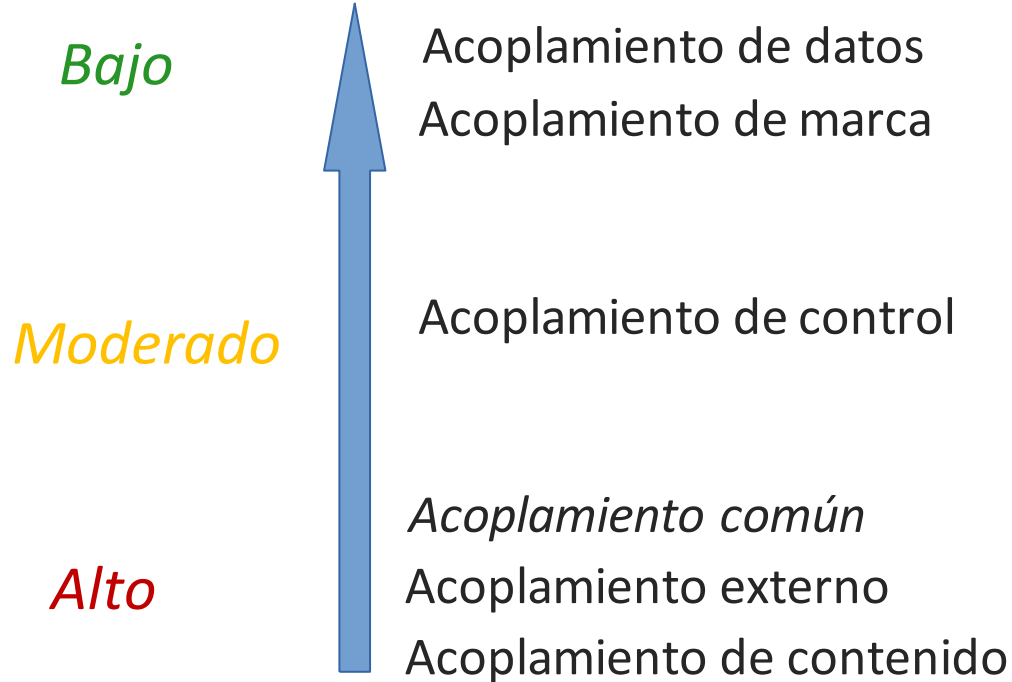 Bajo
Acoplamiento de datos
Acoplamiento de marca
Moderado
Acoplamiento de control
Alto
Acoplamiento común
Acoplamiento externo
Acoplamiento de contenido